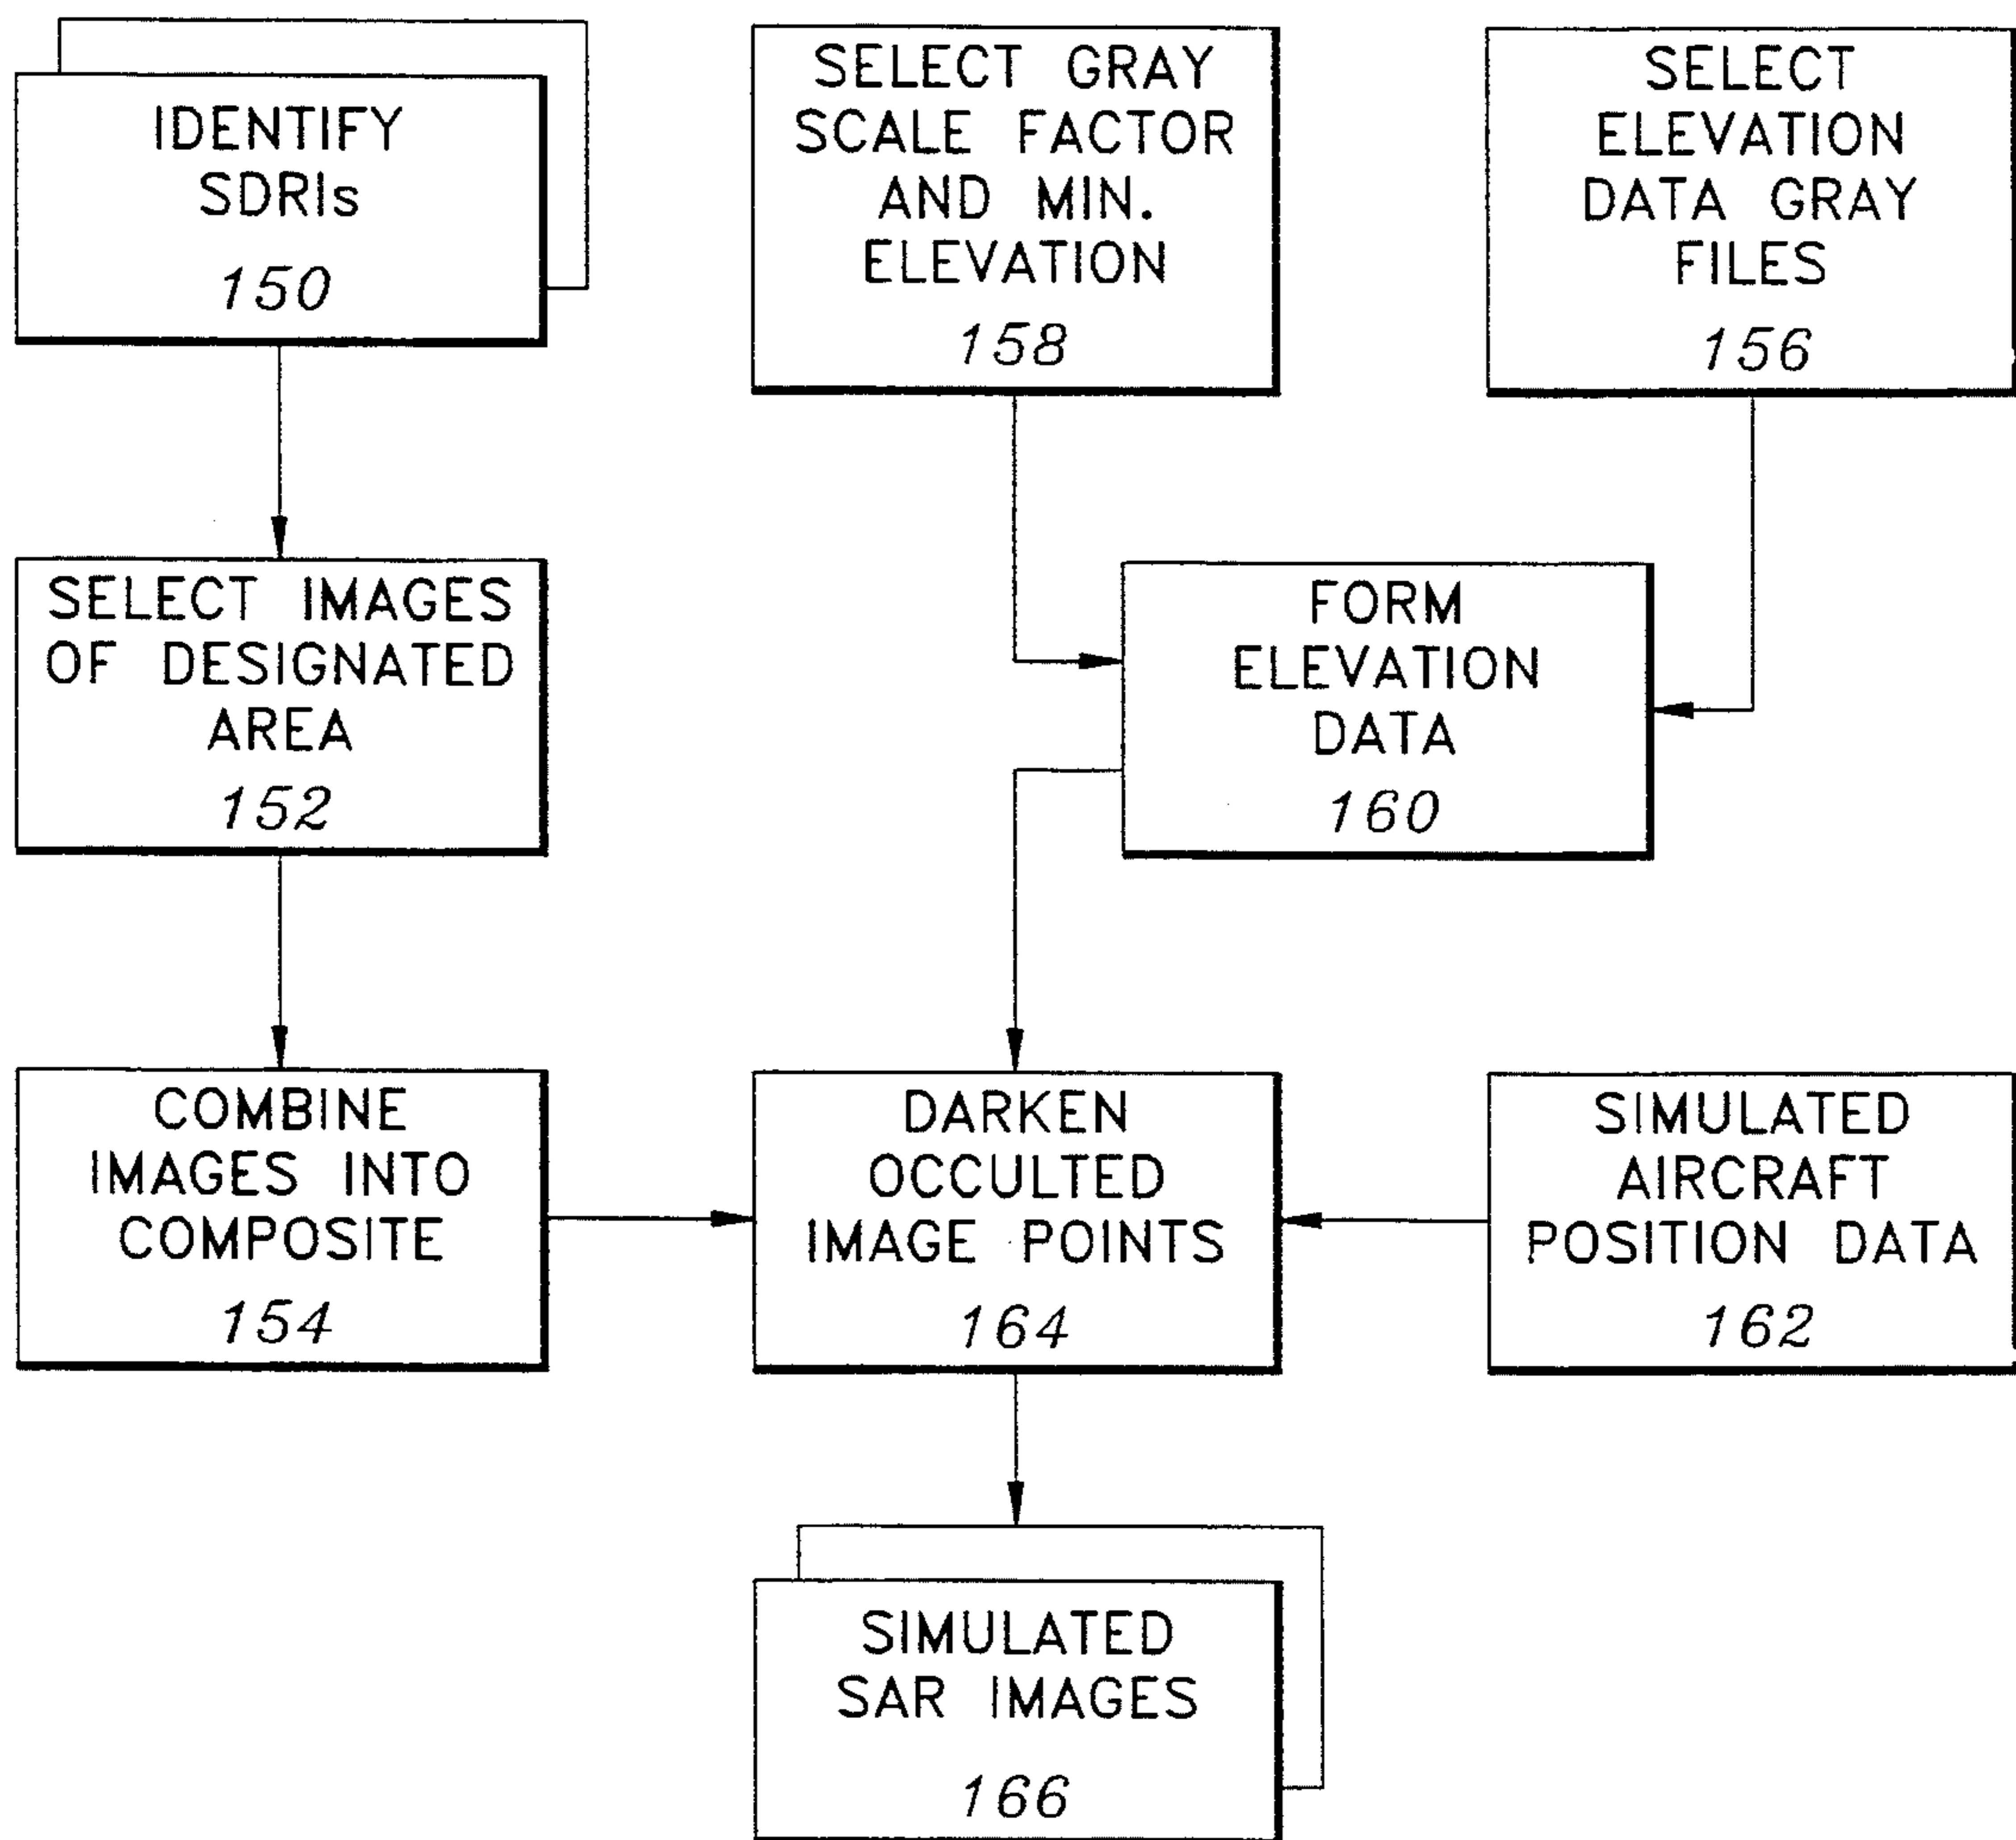 IDENTIFY
SDRIs
150
SELECT GRAY
SCALE FACTOR
AND MIN.
ELEVATION
158
SELECT
ELEVATION
DATA GRAY
FILES
156
SELECT IMAGES
OF DESIGNATED
AREA
152
FORM
ELEVATION
DATA
160
COMBINE
IMAGES INTO
COMPOSITE
154
DARKEN
OCCULTED
IMAGE POINTS
164
SIMULATED
AIRCRAFT
POSITION DATA
162
SIMULATED
SAR IMAGES
166